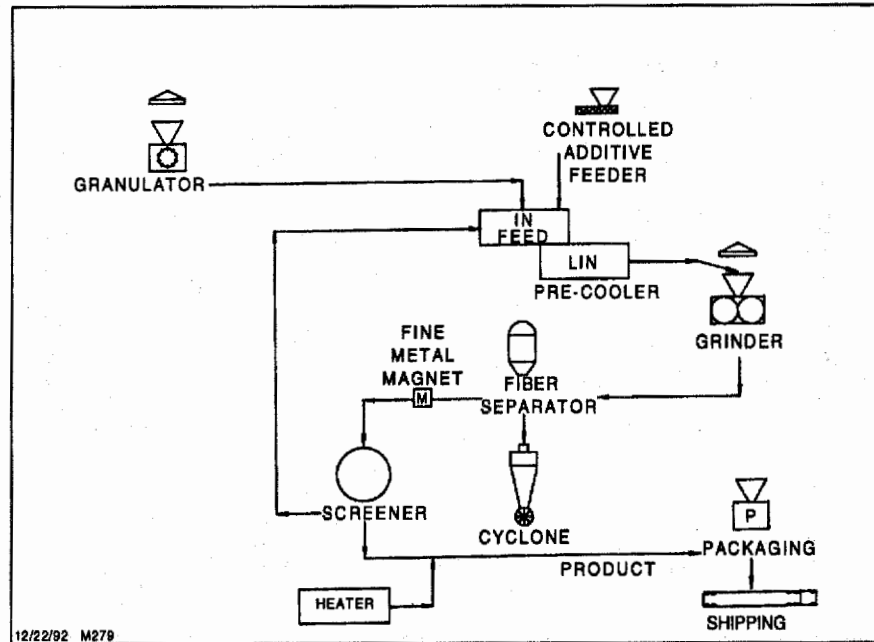 GRANULATOR
CONTROLLED
ADDITIVE
FEEDER
IN
FEED
LIN
PRE-COOLER
GRINDER
FINE
METAL
MAGNET
M
FIBER
SEPARATOR
SCREENER
CYCLONE
P
PACKAGING
PRODUCT
HEATER
SHIPPING
12/22/92 M279